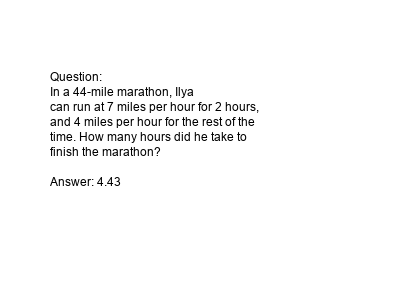 Question:
In a 44-mile marathon, Ilya
can run at 7 miles per hour for 2 hours,
and 4 miles per hour for the rest of the
time. How many hours did he take to
finish the marathon?
Answer: 4.43